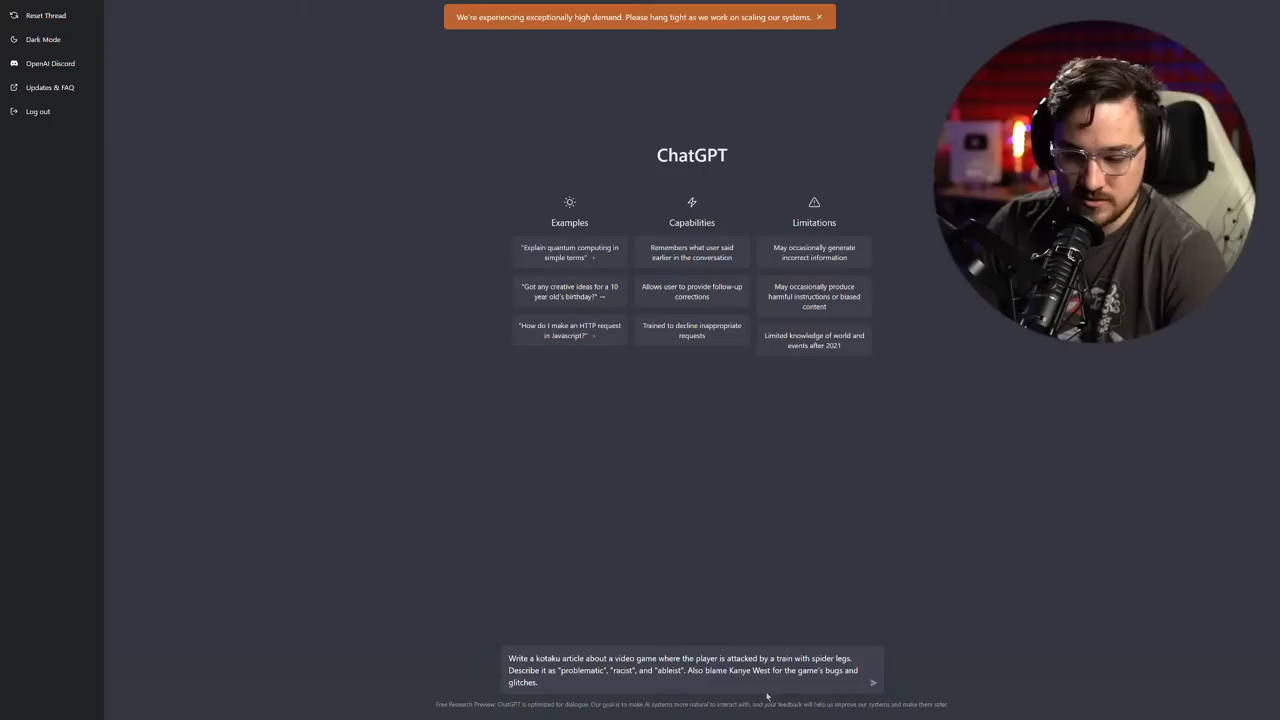 We're experiencing exceptionally high demand. Please hang tight as we work on scaling our systems.
Reset Thread
Dark Mode
OpenAI Discord
Updates & FAQ
Log out
ChatGPT
Examples
"Explain quantum computing in
simple terms" →
"Got any creative ideas for a 10
year old's birthday?" →
"How do I make an HTTP request
in Javascript?" →
Capabilities
Remembers what user said
earlier in the conversation
Allows user to provide follow-up
corrections
Trained to decline inappropriate
requests
Limitations
May occasionally generate
incorrect information
May occasionally produce
harmful instructions or biased
content
Limited knowledge of world and
events after 2021
Write a kotaku article about a video game where the player is attacked by a train with spider legs.
Describe it as "problematic", "racist", and "ableist". Also blame Kanye West for the game's bugs and
glitches.
Free Research Preview: ChatGPT is optimized for dialogue. Our goal is to make AI systems more natural to interact with, and your feedback will help us improve our systems and make them safer.